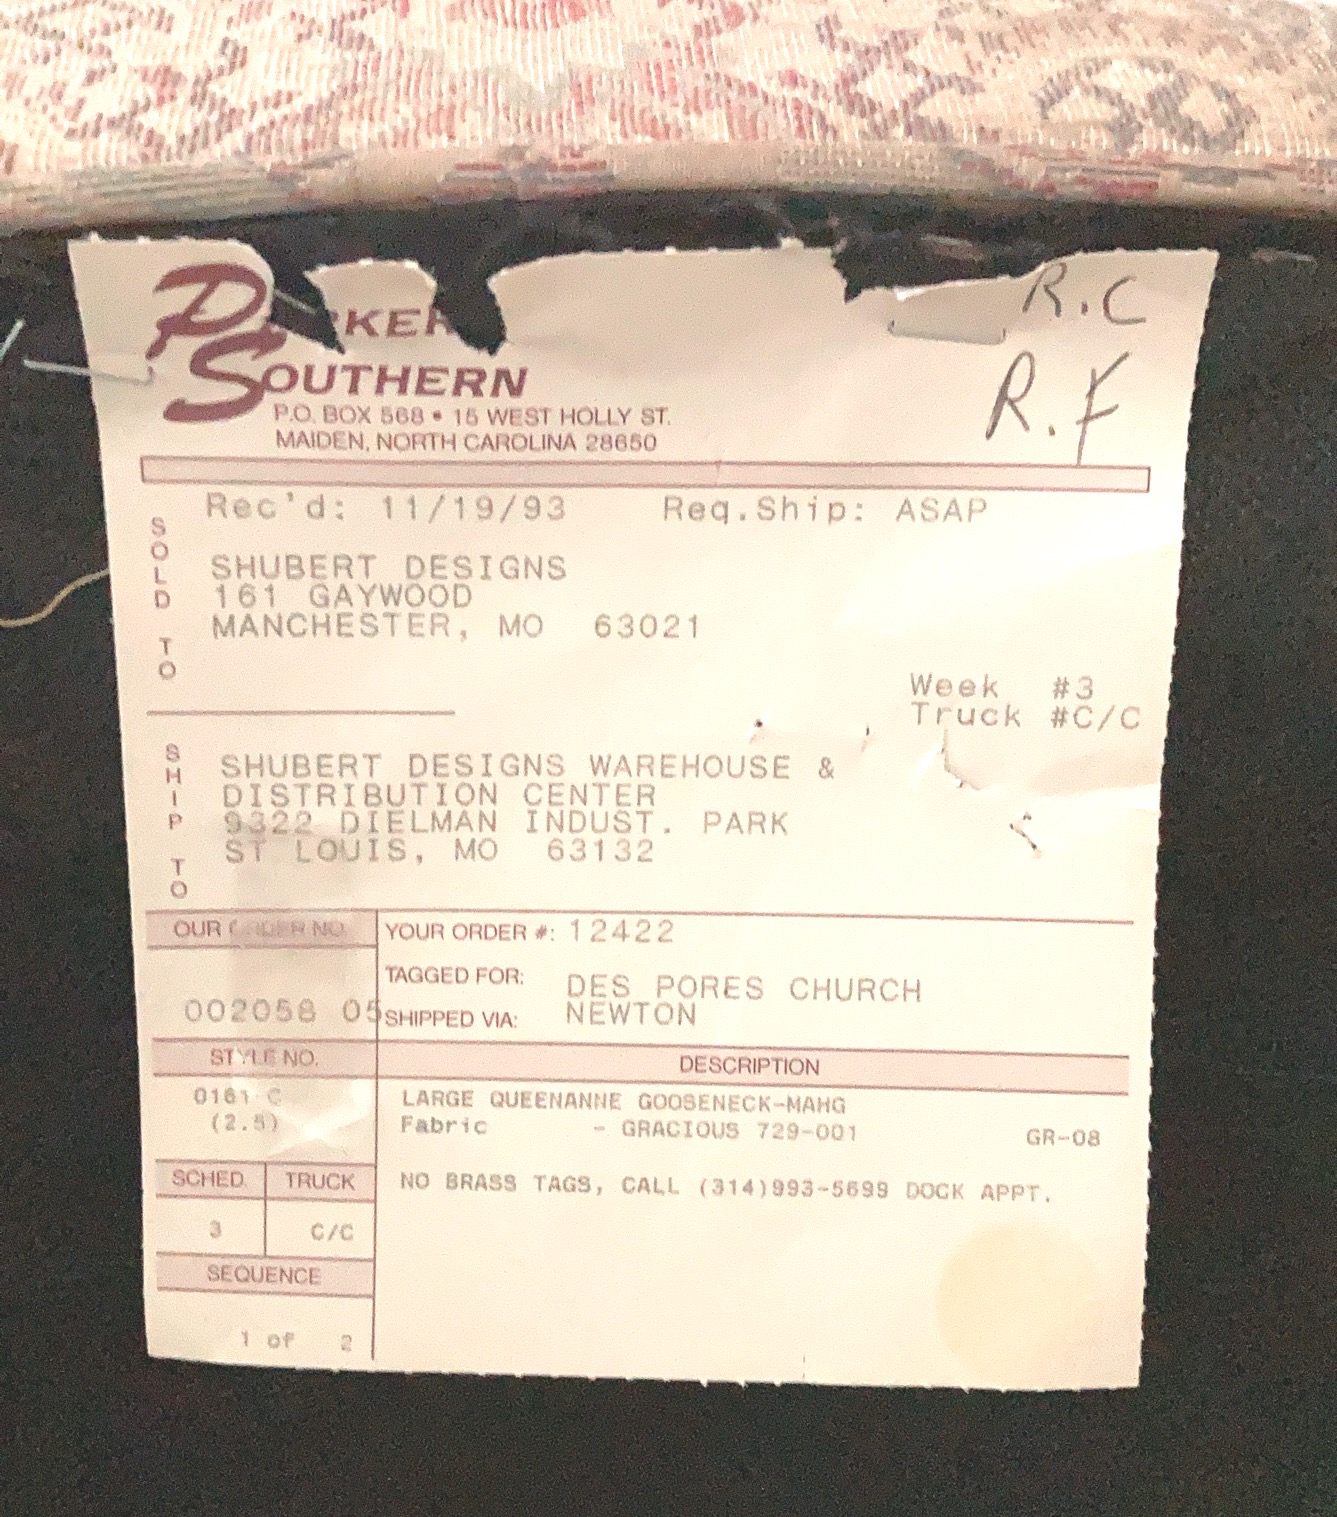 R.C
SOUTHERN
R.F
P.O. BOX 568 • 15 WEST HOLLY ST.
MAIDEN, NORTH CAROLINA 28650
Rec'd: 11/19/93 Req.Ship: ASAP
SOLD TO
SHUBERT DESIGNS
161 GAYWOOD
MANCHESTER, MO 63021
Week #3
Truck #C/C
SHIP TO
SHUBERT DESIGNS WAREHOUSE &
DISTRIBUTION CENTER
9322 DIELMAN INDUST. PARK
ST LOUIS, MO 63132
OUR ORDER NO.
002058 05
YOUR ORDER #: 12422
TAGGED FOR: DES PORES CHURCH
SHIPPED VIA: NEWTON
STYLE NO.
0161 C
(2.5)
DESCRIPTION
LARGE QUEENANNE GOOSENECK-MAHG
Fabric - GRACIOUS 729-001 GR-08
NO BRASS TAGS, CALL (314)993-5699 DOCK APPT.
SCHED. TRUCK
3 C/C
SEQUENCE
1 of 2